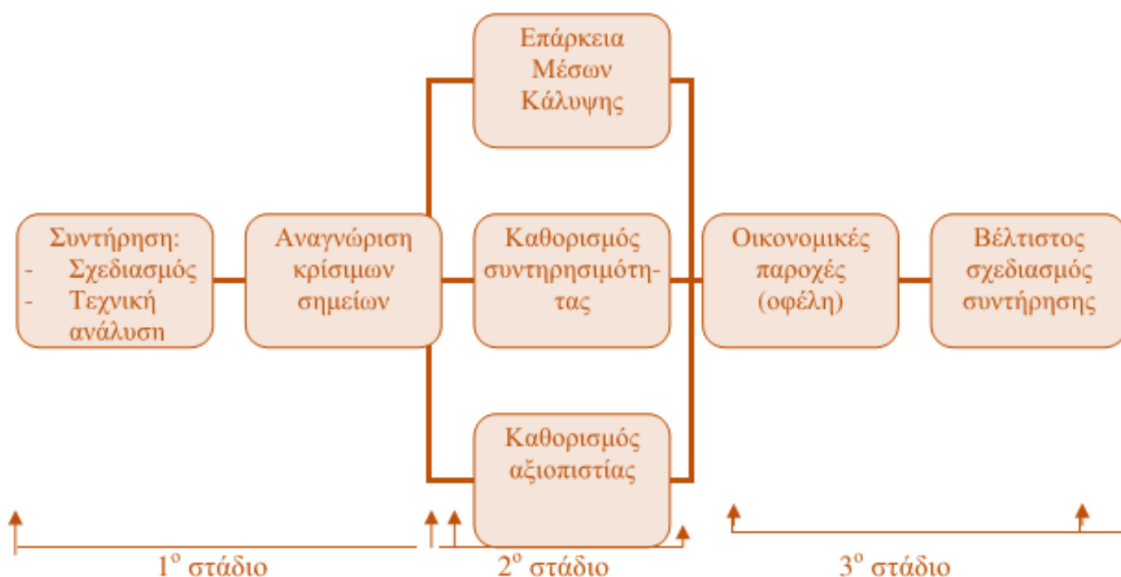 Επάρκεια
Μέσων
Κάλυψης
Συντήρηση:
- Σχεδιασμός
- Τεχνική
ανάλυση
Αναγνώριση
κρίσιμων
σημείων
Καθορισμός
συντηρησιμότη-
τας
Οικονομικές
παροχές
(οφέλη)
Βέλτιστος
σχεδιασμός
συντήρησης
Καθορισμός
αξιοπιστίας
1ο στάδιο
2ο στάδιο
3ο στάδιο